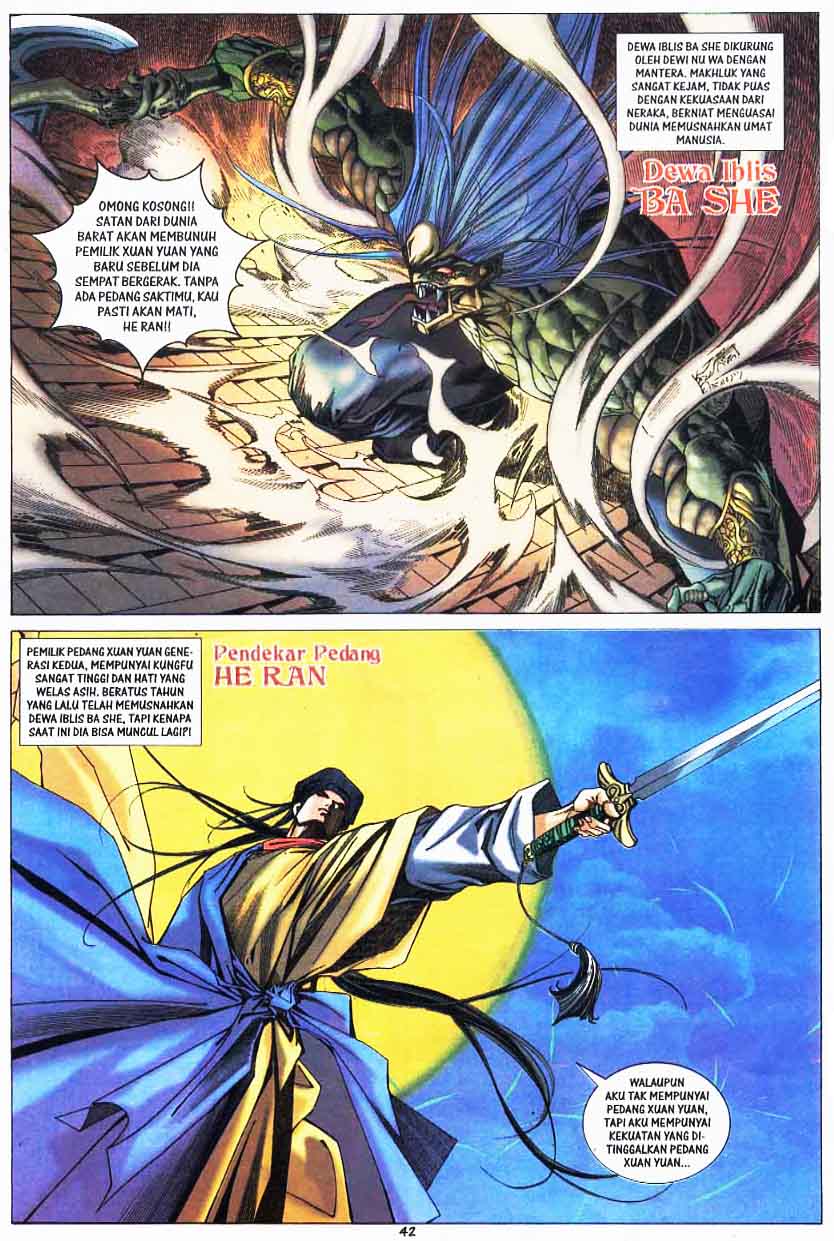 DEWA IBLIS BA SHE DIKURUNG
OLEH DEWI NU WA DENGAN
MANTERA. MAKHLUK YANG
SANGAT KEJAM, TIDAK PUAS
DENGAN KEKUASAAN DARI
NERAKA, BERNIAT MENGUASAI
DUNIA MEMUSNAHKAN UMAT
MANUSIA.
Dewa Iblis
BA SHE
OMONG KOSONG!!
SATAN DARI DUNIA
BARAT AKAN MEMBUNUH
PEMILIK XUAN YUAN YANG
BARU SEBELUM DIA
SEMPAT BERGERAK. TANPA
ADA PEDANG SAKTIMU, KAU
PASTI AKAN MATI,
HE RAN!!
PEMILIK PEDANG XUAN YUAN GENE-
RASI KEDUA, MEMPUNYAI KUNGFU
SANGAT TINGGI DAN HATI YANG
WELAS ASIH. BERATUS TAHUN
YANG LALU TELAH MEMUSNAHKAN
DEWA IBLIS BA SHE, TAPI KENAPA
SAAT INI DIA BISA MUNCUL LAGI?!
Pendekar Pedang
HE RAN
WALAUPUN
AKU TAK MEMPUNYAI
PEDANG XUAN YUAN,
TAPI AKU MEMPUNYAI
KEKUATAN YANG DI-
TINGGALKAN PEDANG
XUAN YUAN...
42